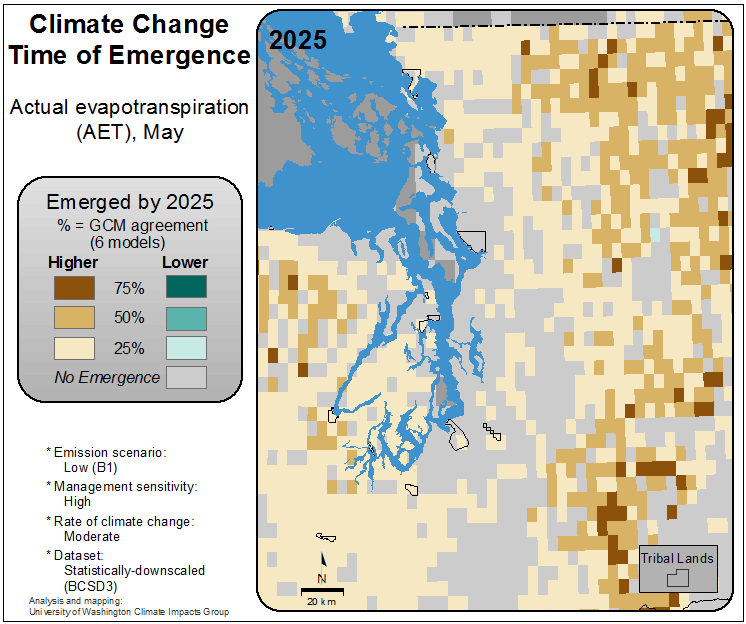 Climate Change
Time of Emergence
Actual evapotranspiration
(AET), May
Emerged by 2025
% = GCM agreement
(6 models)
Higher Lower
75%
50%
25%
No Emergence
* Emission scenario:
Low (B1)
* Management sensitivity:
High
* Rate of climate change:
Moderate
* Dataset:
Statistically-downscaled
(BCSD3)
Analysis and mapping:
University of Washington Climate Impacts Group
2025
N
20 km
Tribal Lands